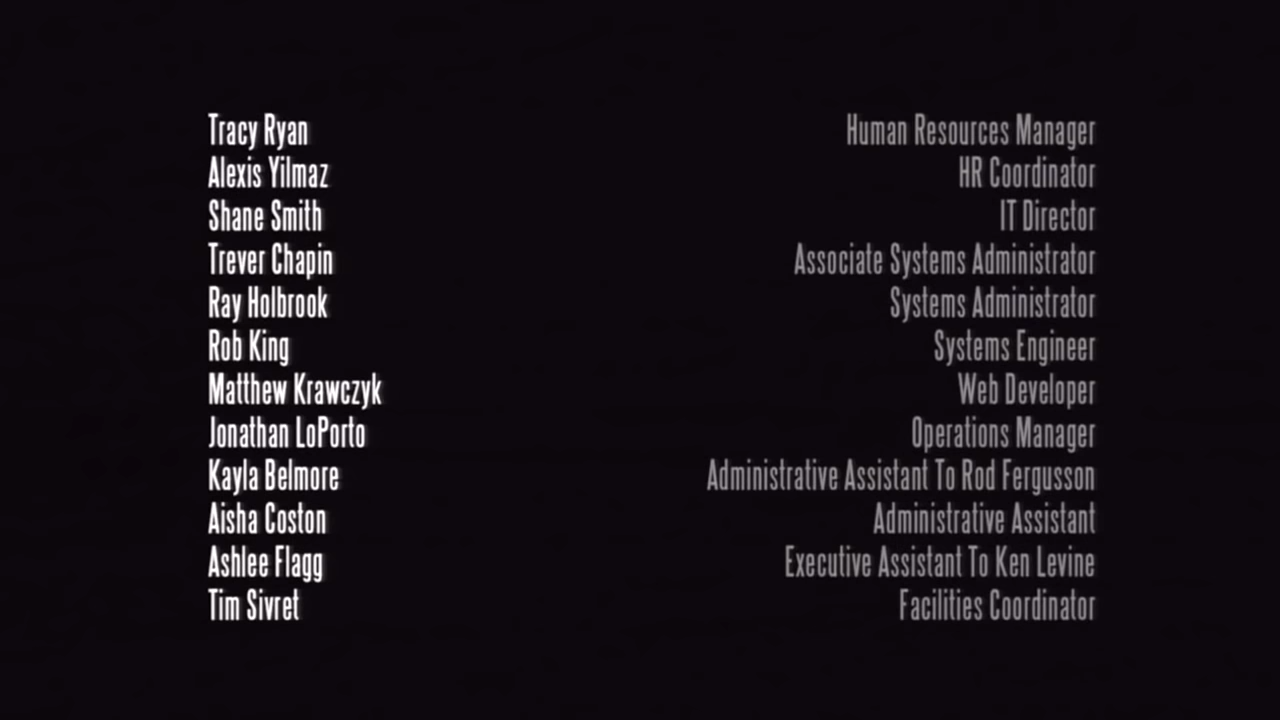 Tracy Ryan Human Resources Manager
Alexis Yilmaz HR Coordinator
Shane Smith IT Director
Trever Chapin Associate Systems Administrator
Ray Holbrook Systems Administrator
Rob King Systems Engineer
Matthew Krawczyk Web Developer
Jonathan LoPorto Operations Manager
Kayla Belmore Administrative Assistant To Rod Fergusson
Aisha Coston Administrative Assistant
Ashlee Flagg Executive Assistant To Ken Levine
Tim Sivret Facilities Coordinator